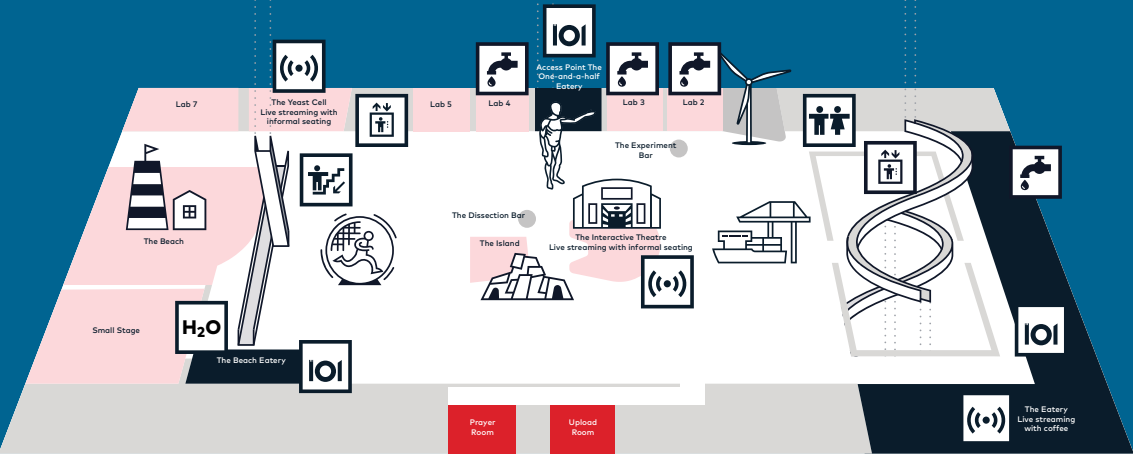 Access Point The
'One-and-a-half
Eatery
Lab 7
The Yeast Cell
Live streaming with
informal seating
Lab 5
Lab 4
Lab 3
Lab 2
The Experiment
Bar
The Beach
The Dissection Bar
The Island
The Interactive Theatre
Live streaming with informal seating
Small Stage
H2O
The Beach Eatery
Prayer
Room
Upload
Room
The Eatery
Live streaming
with coffee